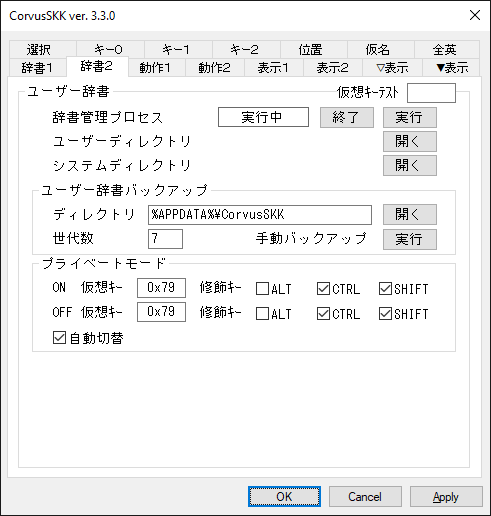 CorvusSKK ver. 3.3.0
選択 キー0 キー1 キー2 位置 仮名 全英
辞書1 辞書2 動作1 動作2 表示1 表示2 ▽表示 ▼表示
ユーザー辞書 仮想キーテスト
辞書管理プロセス 実行中 終了 実行
ユーザーディレクトリ 開く
システムディレクトリ 開く
ユーザー辞書バックアップ
ディレクトリ %APPDATA%¥CorvusSKK 開く
世代数 7 手動バックアップ 実行
プライベートモード
ON 仮想キー 0x79 修飾キー ALT CTRL SHIFT
OFF 仮想キー 0x79 修飾キー ALT CTRL SHIFT
自動切替
OK Cancel Apply